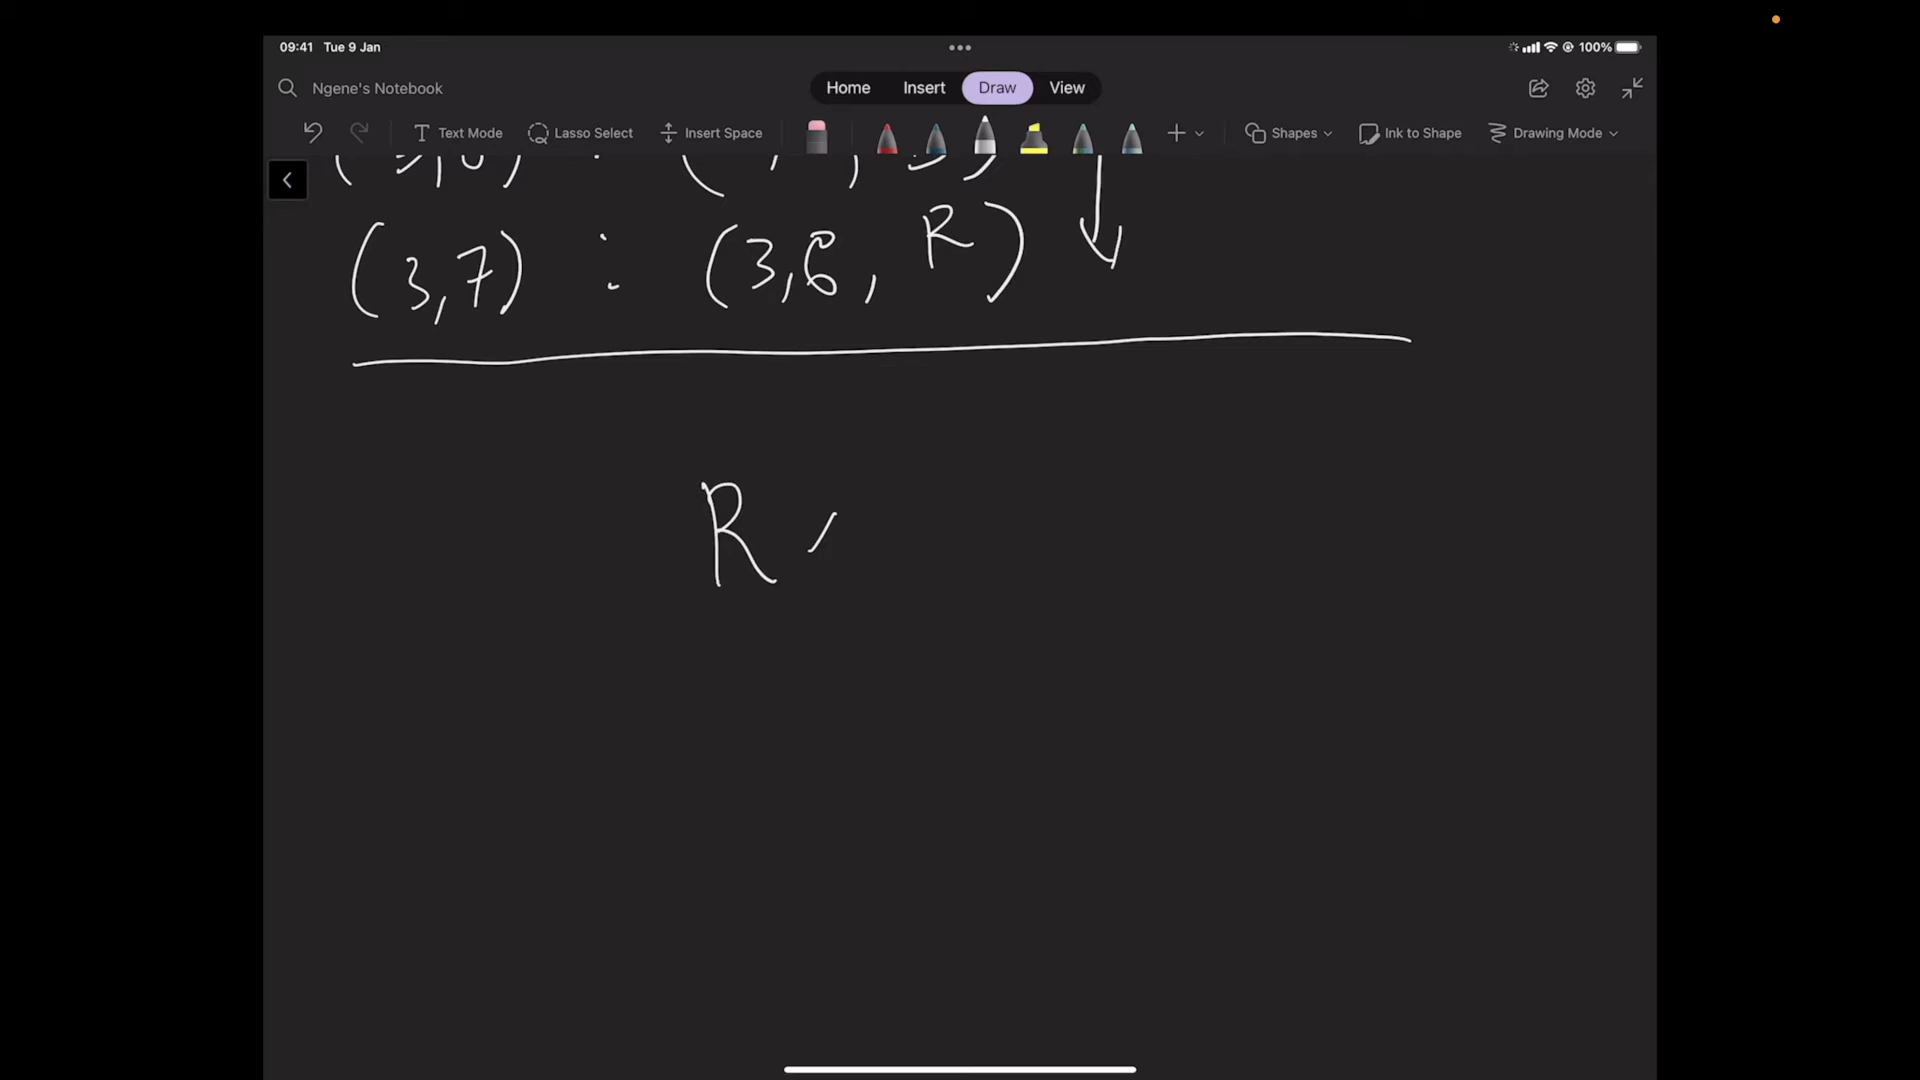 09:41 Tue 9 Jan
100%
Ngene's Notebook
Home Insert Draw View
Text Mode Lasso Select Insert Space Shapes Ink to Shape Drawing Mode
(3,7) : (3,6, R)
R